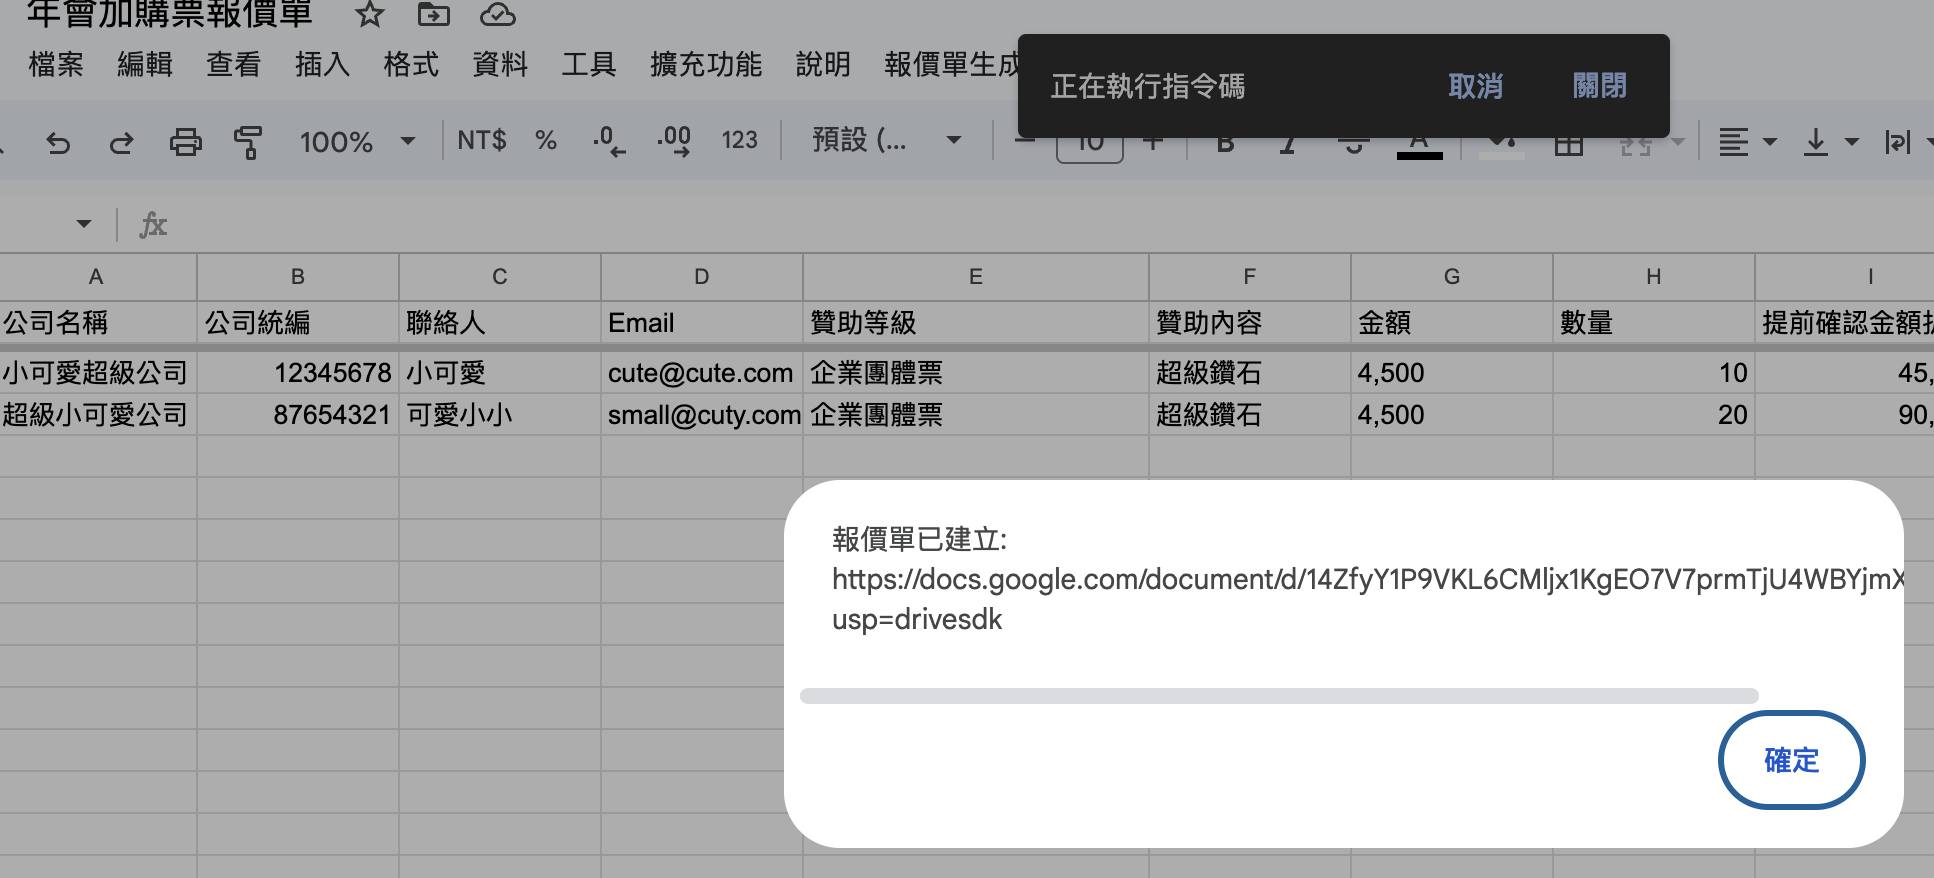 年會加購票報價單
檔案 編輯 查看 插入 格式 資料 工具 擴充功能 說明 報價單生成
正在執行指令碼 取消 關閉
100% NT$ % .0 .00 123 預設 (... 10 B I A
fx
A B C D E F G H I
公司名稱 公司統編 聯絡人 Email 贊助等級 贊助內容 金額 數量 提前確認金額
小可愛超級公司 12345678 小可愛 cute@cute.com 企業團體票 超級鑽石 4,500 10 45,
超級小可愛公司 87654321 可愛小小 small@cuty.com 企業團體票 超級鑽石 4,500 20 90,
報價單已建立:
https://docs.google.com/document/d/14ZfyY1P9VKL6CMljx1KgEO7V7prmTjU4WBYjmX
usp=drivesdk
確定